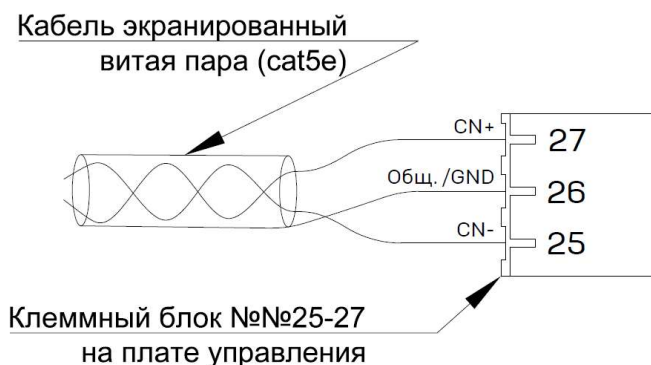 Кабель экранированный
витая пара (cat5e)
CN+
27
Общ./GND
26
CN-
25
Клеммный блок №№25-27
на плате управления